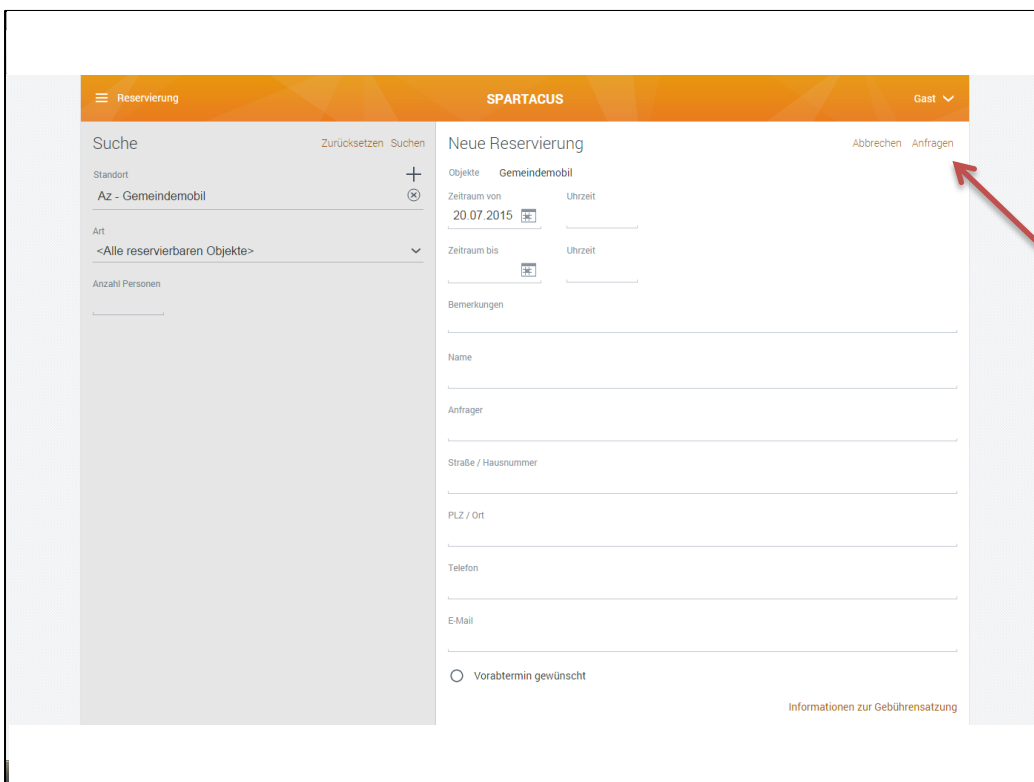 Reservierung
SPARTACUS
Gast
Suche
Zurücksetzen Suchen
Standort
Az - Gemeindemobil
Art
<Alle reservierbaren Objekte>
Anzahl Personen
Neue Reservierung
Abbrechen Anfragen
Objekte Gemeindemobil
Zeitraum von Uhrzeit
20.07.2015
Zeitraum bis Uhrzeit
Bemerkungen
Name
Anfrager
Straße / Hausnummer
PLZ / Ort
Telefon
E-Mail
Vorabtermin gewünscht
Informationen zur Gebührensatzung